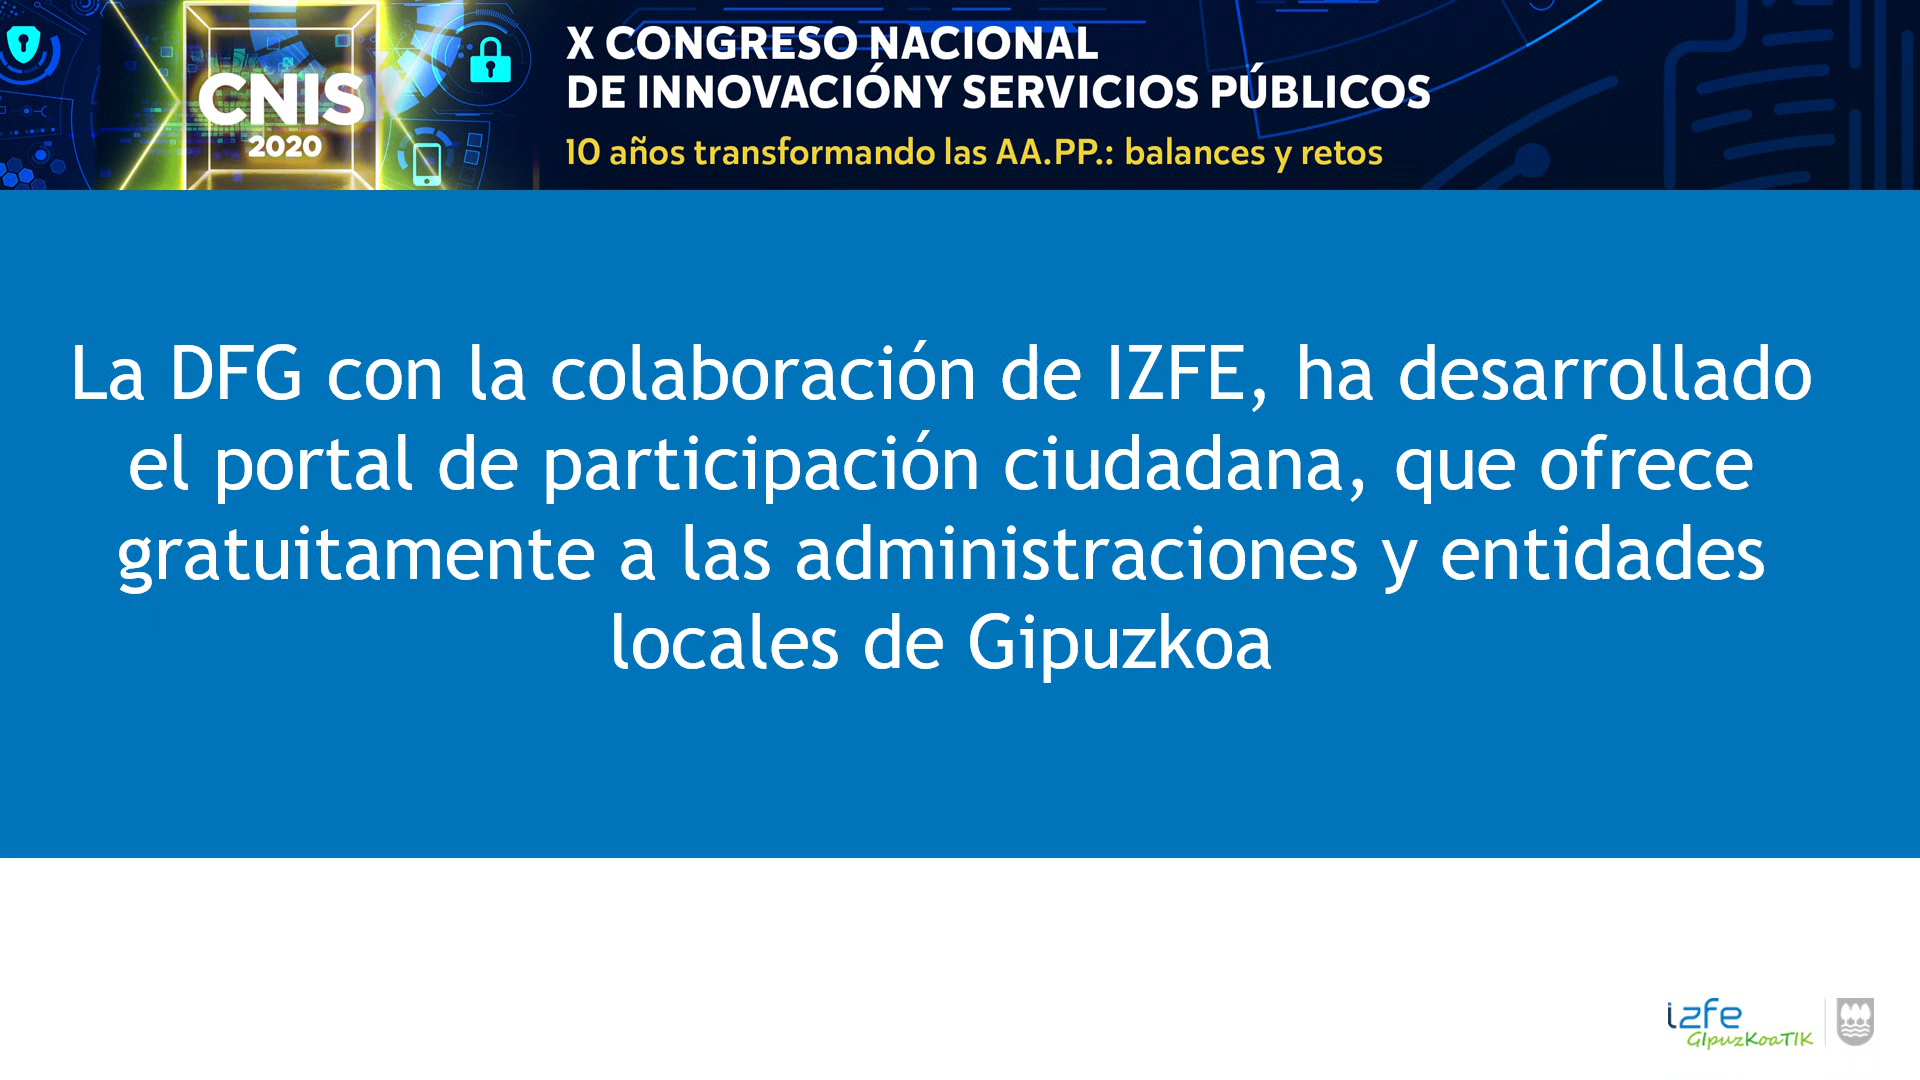 CNIS
2020
X CONGRESO NACIONAL
DE INNOVACIÓNY SERVICIOS PÚBLICOS
10 años transformando las AA.PP.: balances y retos
La DFG con la colaboración de IZFE, ha desarrollado
el portal de participación ciudadana, que ofrece
gratuitamente a las administraciones y entidades
locales de Gipuzkoa
izfe
GIpuzKoaTIK